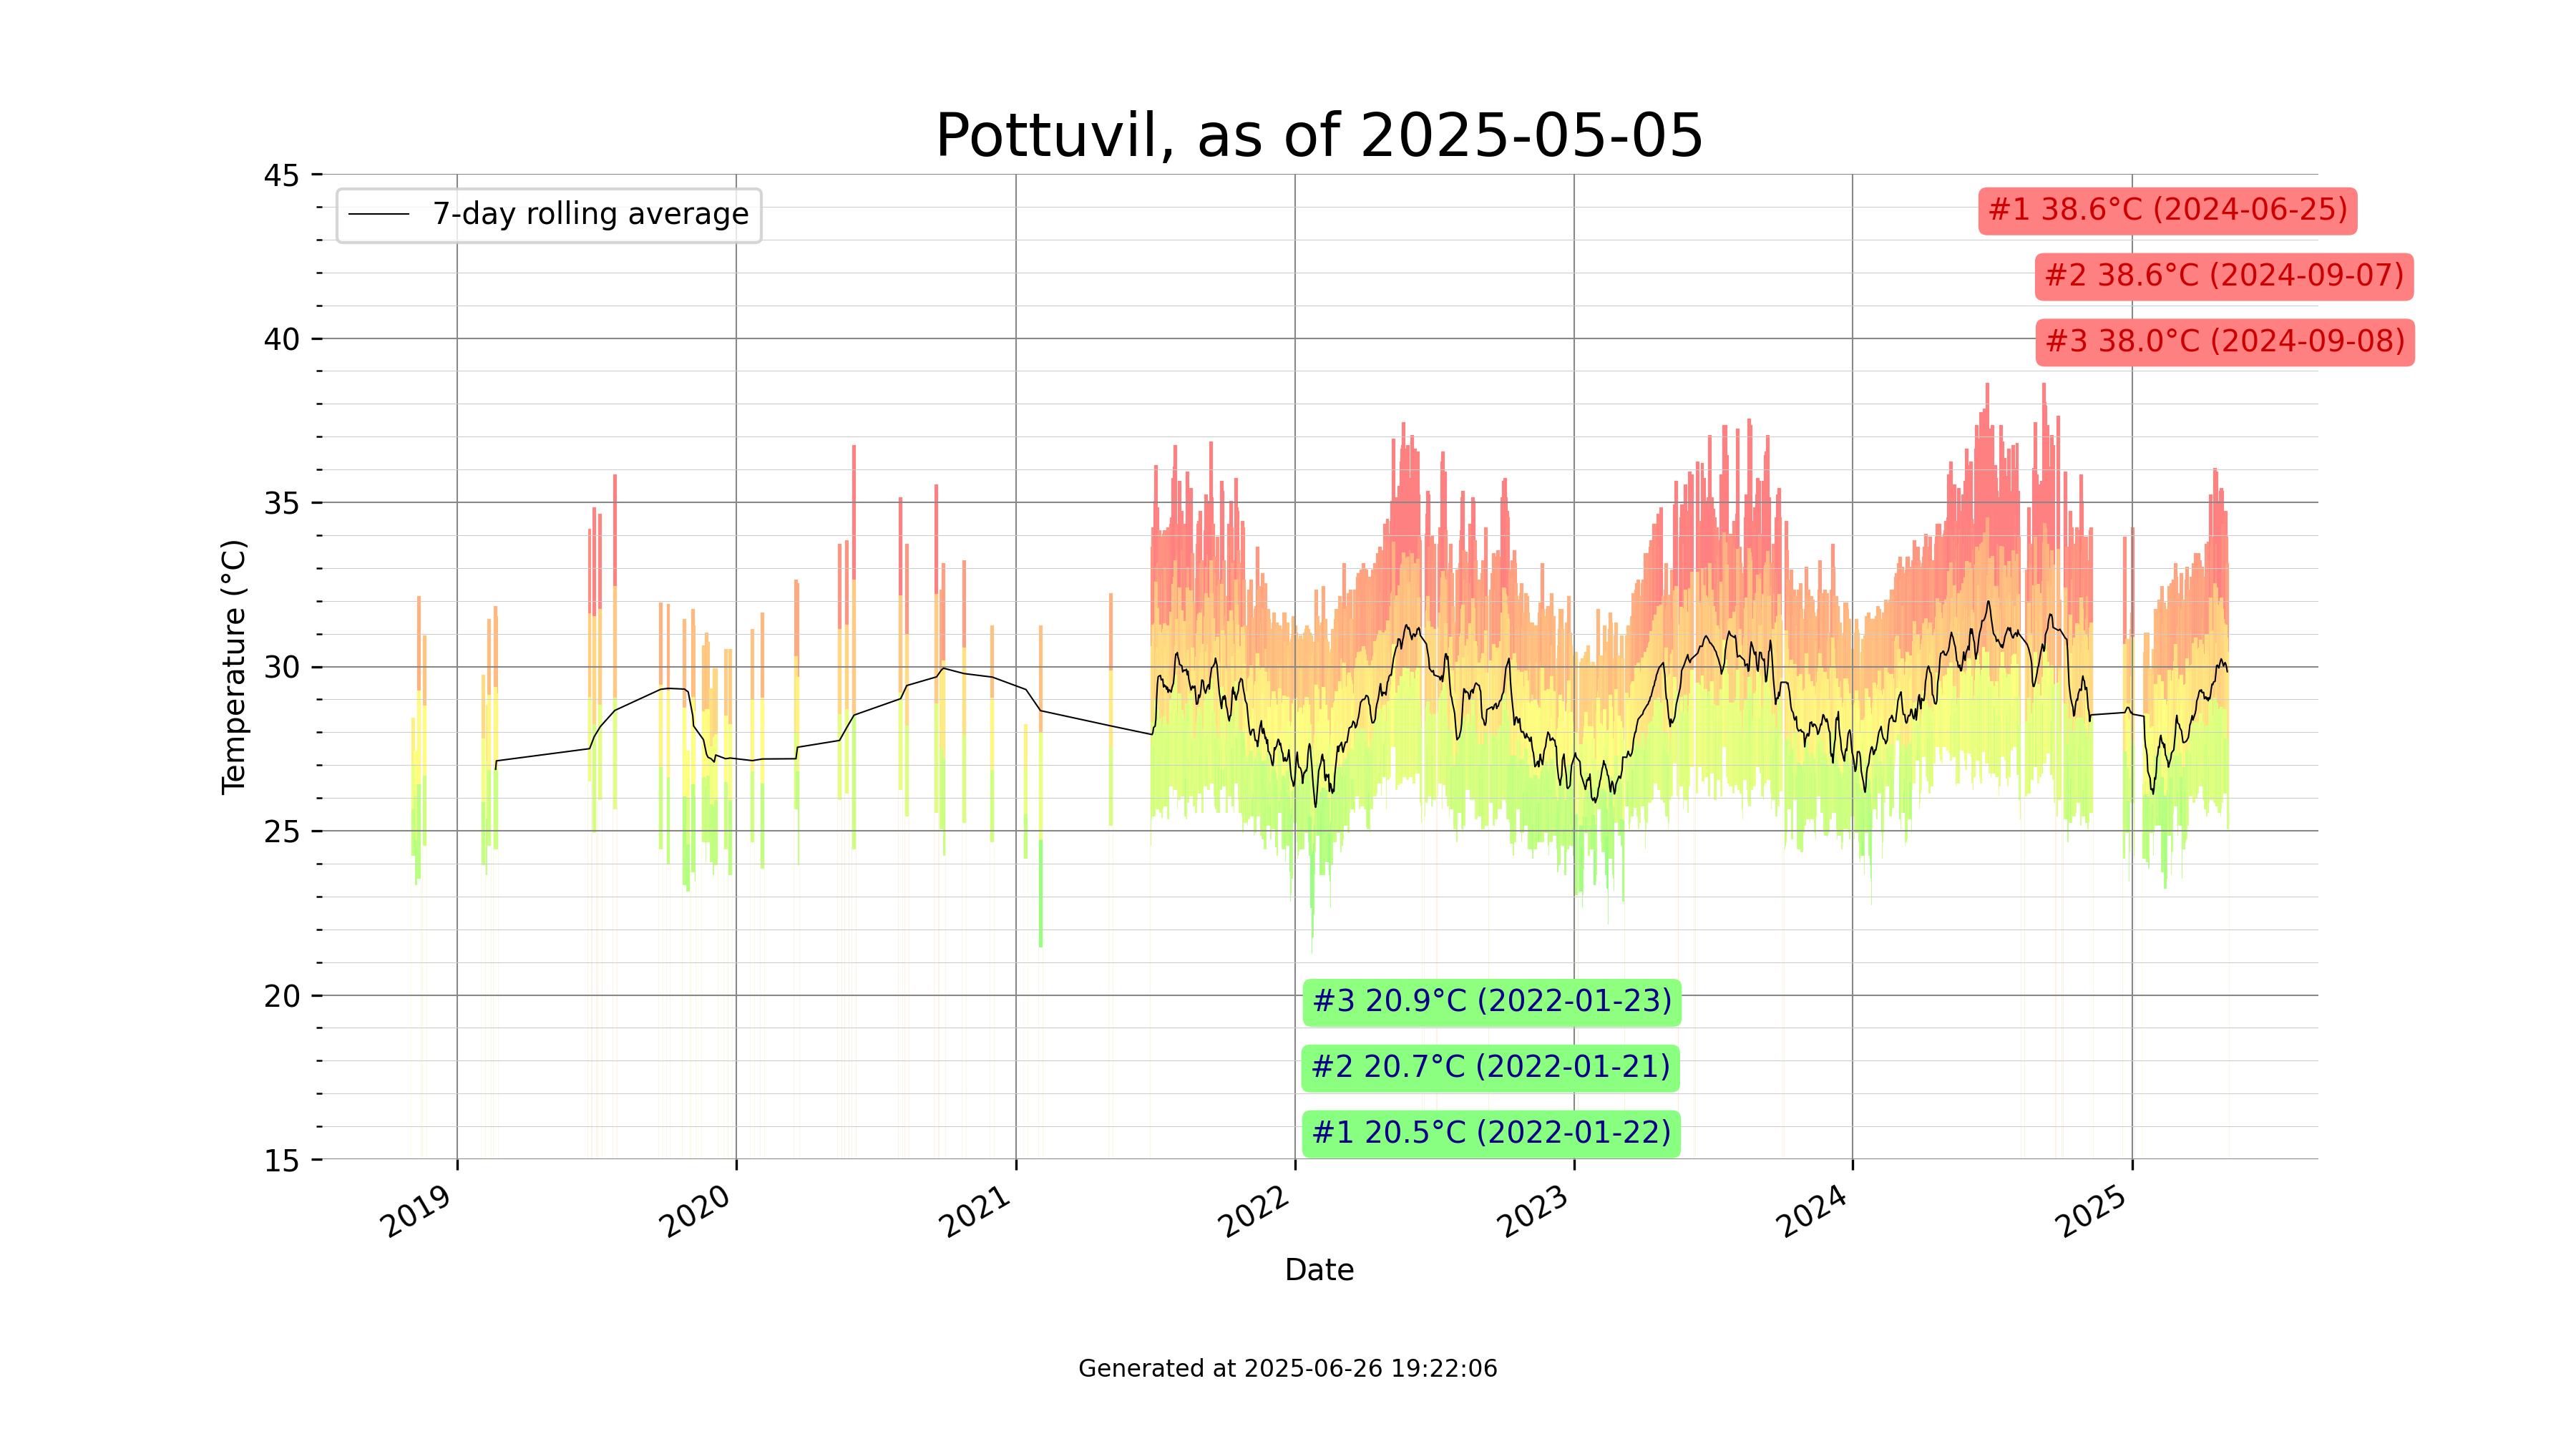 Pottuvil, as of 2025-05-05
45
7-day rolling average
#1 38.6°C (2024-06-25)
#2 38.6°C (2024-09-07)
40
#3 38.0°C (2024-09-08)
35
30
Temperature (°C)
25
20
#3 20.9°C (2022-01-23)
#2 20.7°C (2022-01-21)
#1 20.5°C (2022-01-22)
15
2019 2020 2021 2022 2023 2024 2025
Date
Generated at 2025-06-26 19:22:06